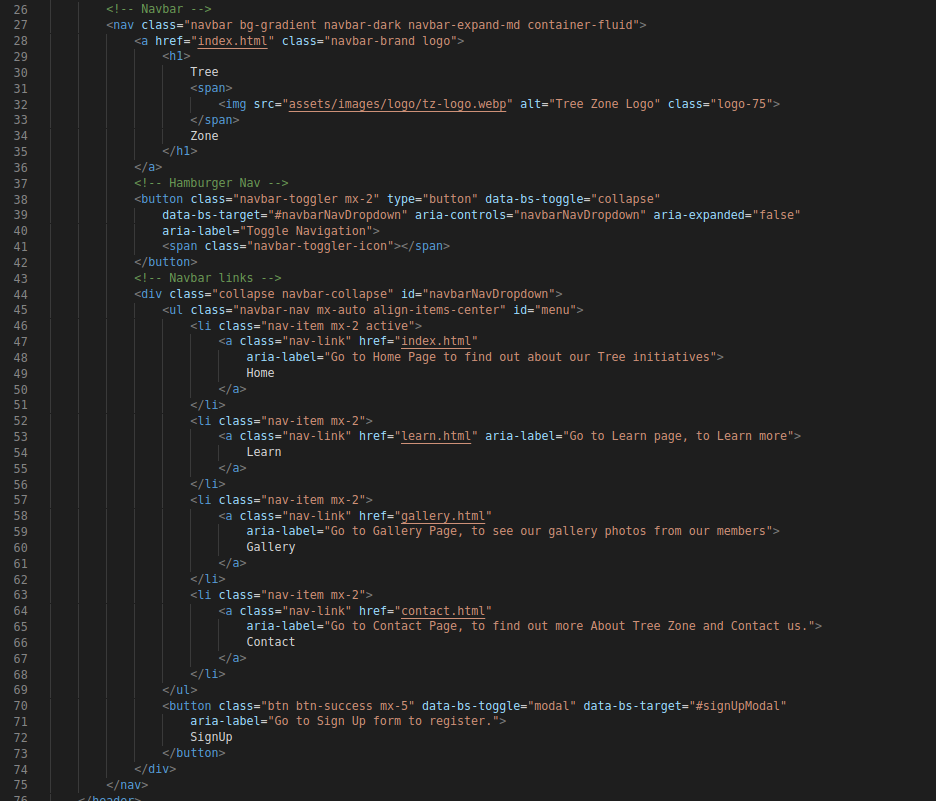 26 <!-- Navbar -->
27 <nav class="navbar bg-gradient navbar-dark navbar-expand-md container-fluid">
28 <a href="index.html" class="navbar-brand logo">
29 <h1>
30 Tree
31 <span>
32 <img src="assets/images/logo/tz-logo.webp" alt="Tree Zone Logo" class="logo-75">
33 </span>
34 Zone
35 </h1>
36 </a>
37 <!-- Hamburger Nav -->
38 <button class="navbar-toggler mx-2" type="button" data-bs-toggle="collapse"
39 data-bs-target="#navbarNavDropdown" aria-controls="navbarNavDropdown" aria-expanded="false"
40 aria-label="Toggle Navigation">
41 <span class="navbar-toggler-icon"></span>
42 </button>
43 <!-- Navbar links -->
44 <div class="collapse navbar-collapse" id="navbarNavDropdown">
45 <ul class="navbar-nav mx-auto align-items-center" id="menu">
46 <li class="nav-item mx-2 active">
47 <a class="nav-link" href="index.html"
48 aria-label="Go to Home Page to find out about our Tree initiatives">
49 Home
50 </a>
51 </li>
52 <li class="nav-item mx-2">
53 <a class="nav-link" href="learn.html" aria-label="Go to Learn page, to Learn more">
54 Learn
55 </a>
56 </li>
57 <li class="nav-item mx-2">
58 <a class="nav-link" href="gallery.html"
59 aria-label="Go to Gallery Page, to see our gallery photos from our members">
60 Gallery
61 </a>
62 </li>
63 <li class="nav-item mx-2">
64 <a class="nav-link" href="contact.html"
65 aria-label="Go to Contact Page, to find out more About Tree Zone and Contact us.">
66 Contact
67 </a>
68 </li>
69 </ul>
70 <button class="btn btn-success mx-5" data-bs-toggle="modal" data-bs-target="#signUpModal"
71 aria-label="Go to Sign Up form to register.">
72 SignUp
73 </button>
74 </div>
75 </nav>
76 </header>